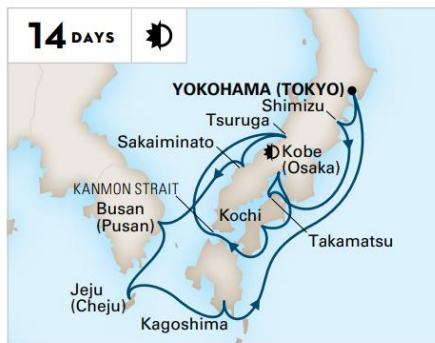 14 DAYS
YOKOHAMA (TOKYO)
Shimizu
Tsuruga
Sakaiminato
Kobe
(Osaka)
KANMON STRAIT
Busan
(Pusan)
Kochi
Takamatsu
Jeju
(Cheju)
Kagoshima